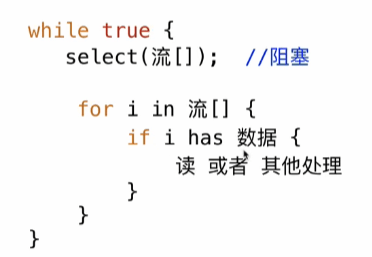 while true {
select(流[]); //阻塞
for i in 流[] {
if i has 数据 {
读 或者 其他处理
}
}
}